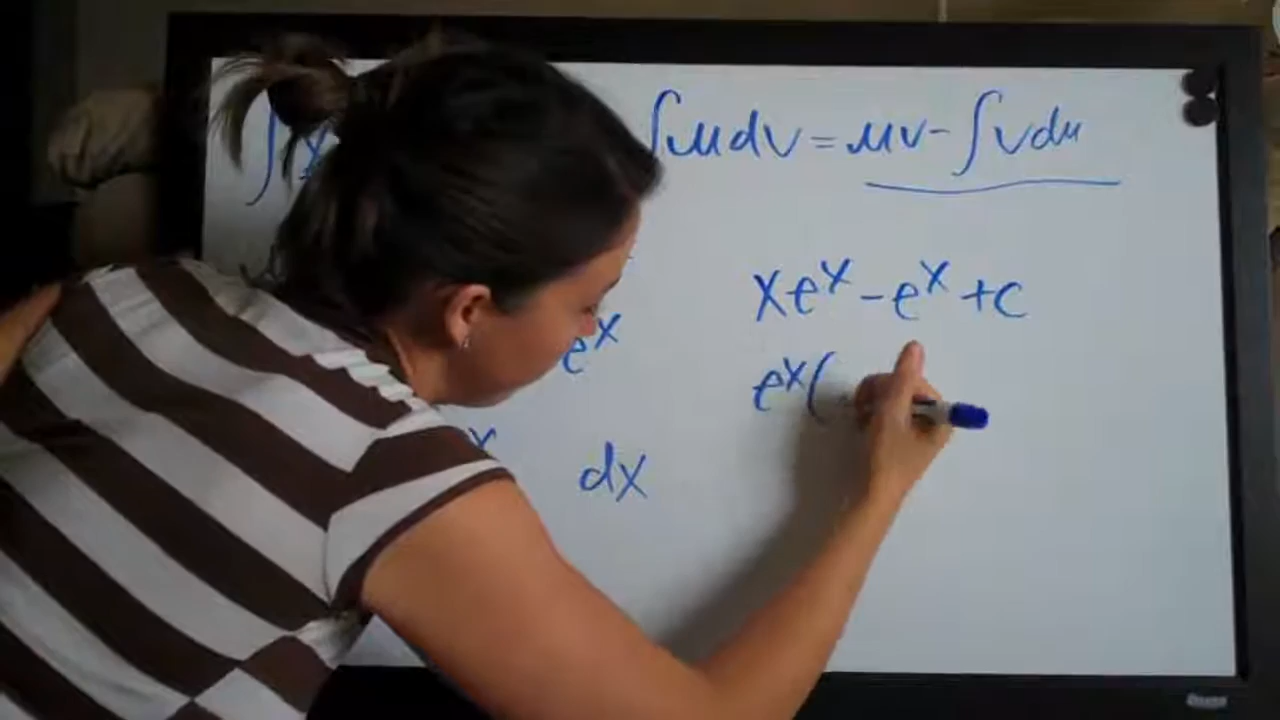 ∫x ∫udv = uv - ∫vdu
xeˣ - eˣ + c
eˣ
eˣ(
x dx